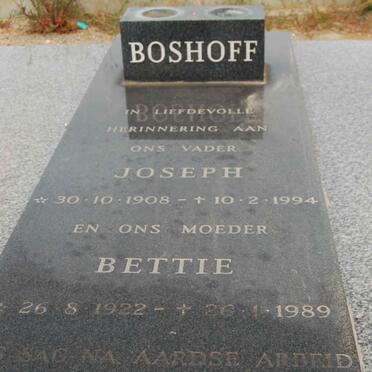 BOSHOFF
IN LIEFDEVOLLE
HERINNERING AAN
ONS VADER
JOSEPH
☆ 30·10·1908 – ✝ 10·2·1994
EN ONS MOEDER
BETTIE
26·8·1922 – ✝ 26·1·1989
SAG NA AARDSE ARBEID